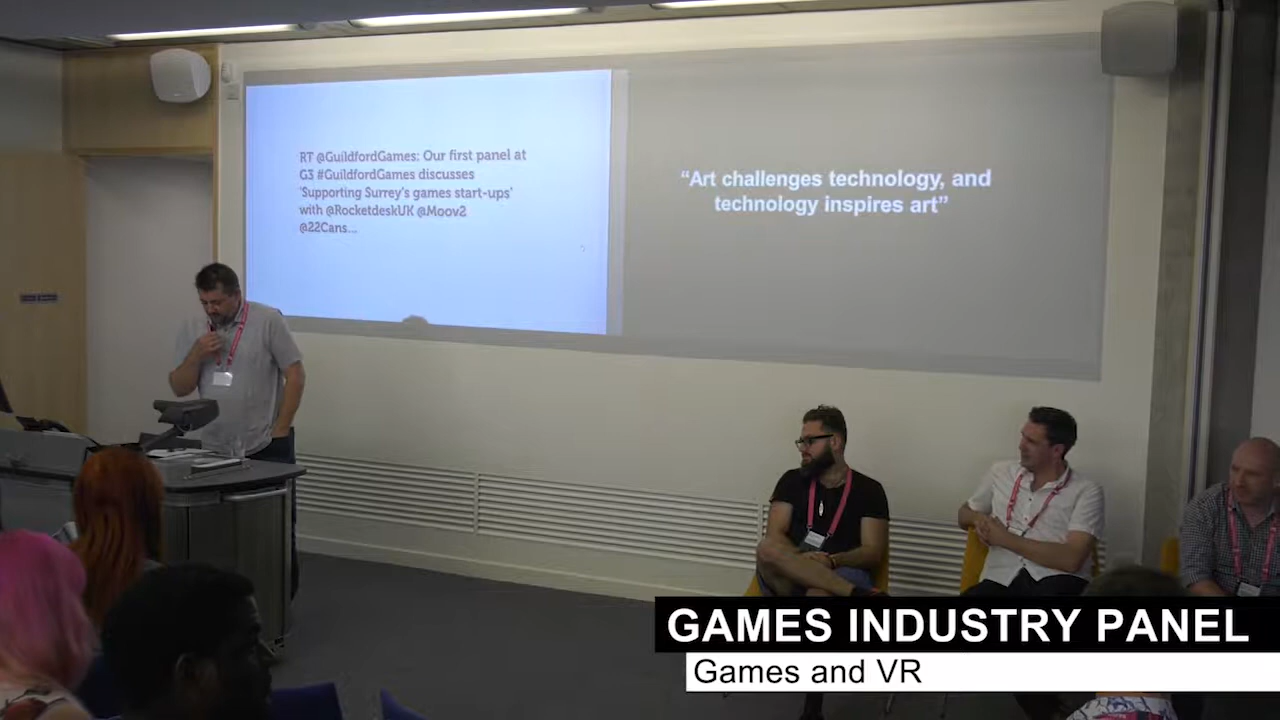 RT @GuildfordGames: Our first panel at
G3 #GuildfordGames discusses
'Supporting Surrey's games start-ups'
with @RocketdeskUK @Moov2
@22Cans...
“Art challenges technology, and
technology inspires art”
GAMES INDUSTRY PANEL
Games and VR